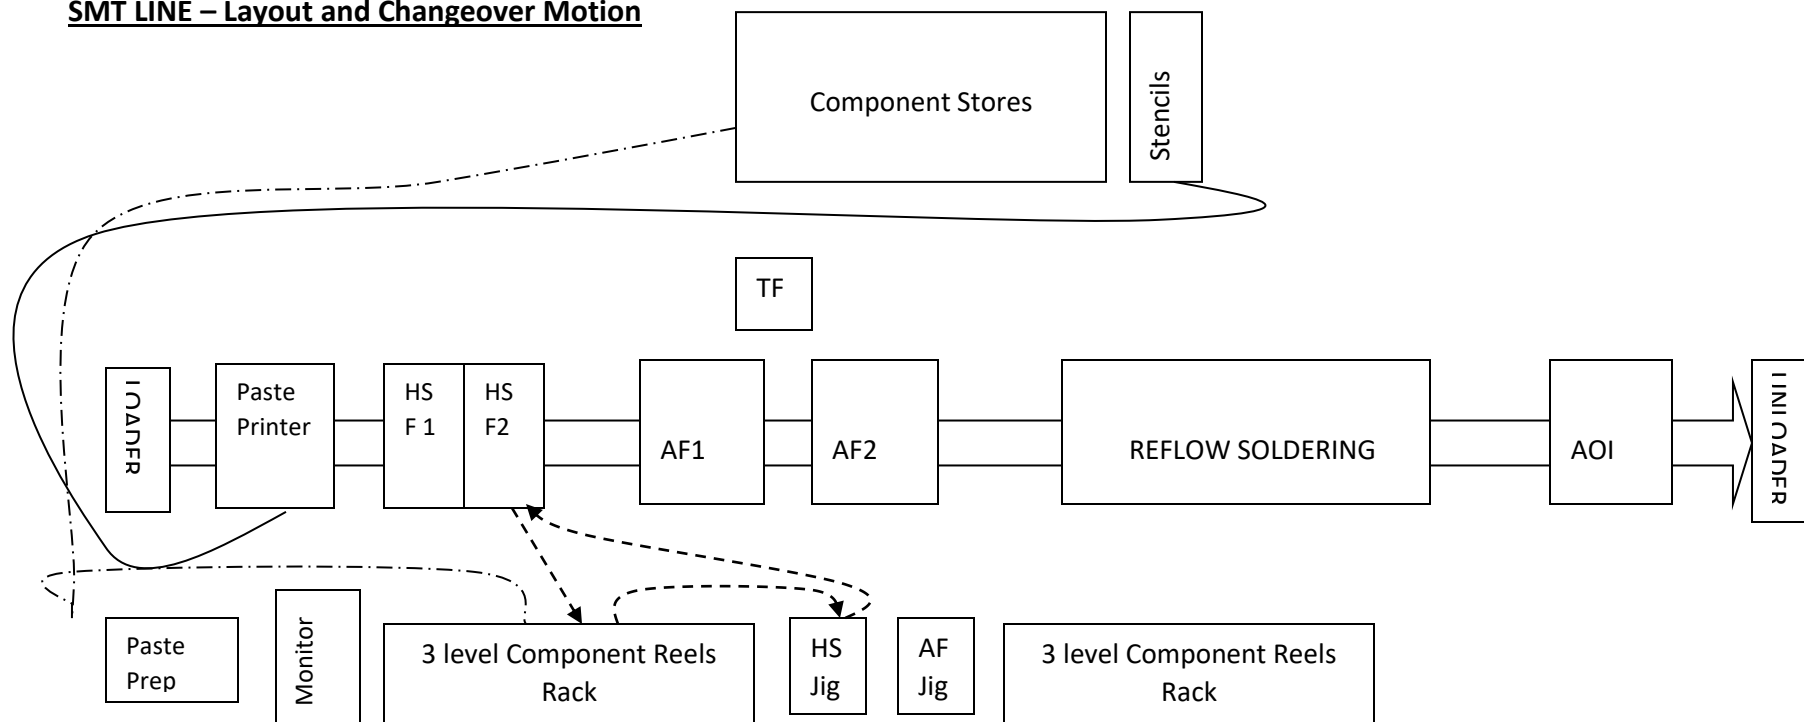 SMT LINE – Layout and Changeover Motion
Component Stores
Stencils
TF
LOADER
Paste
Printer
HS
F 1
HS
F2
AF1
AF2
REFLOW SOLDERING
AOI
UNLOADER
Paste
Prep
Monitor
3 level Component Reels
Rack
HS
Jig
AF
Jig
3 level Component Reels
Rack